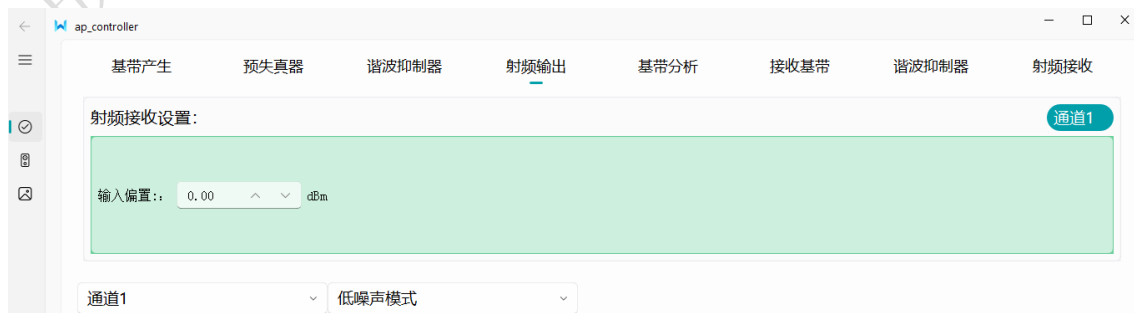 ap_controller
基带产生 预失真器 谐波抑制器 射频输出 基带分析 接收基带 谐波抑制器 射频接收
射频接收设置： 通道1
输入偏置:： 0.00 dBm
通道1 低噪声模式